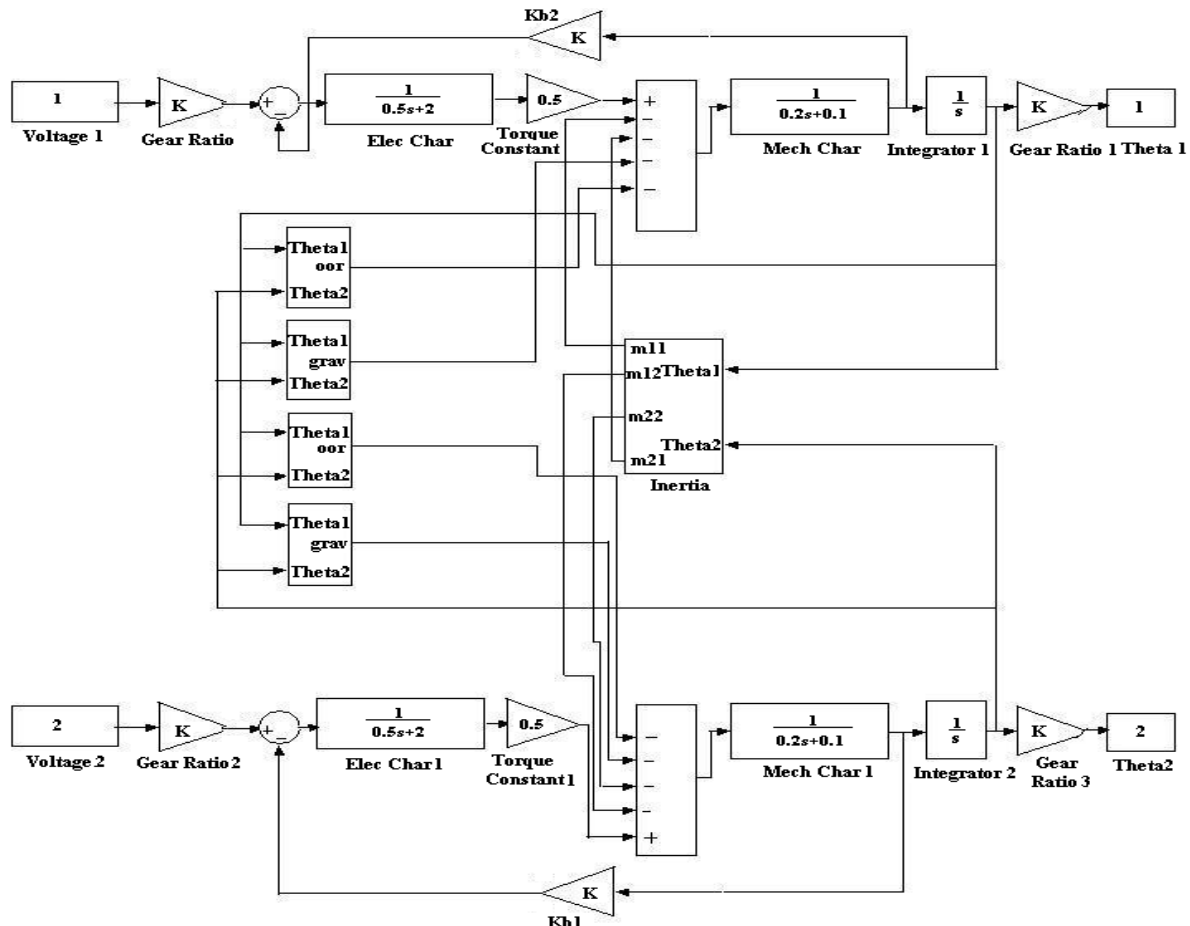 Kb2
K
1
Voltage 1
K
Gear Ratio
+
−
1
0.5s+2
Elec Char
0.5
Torque
Constant
+
−
−
−
−
1
0.2s+0.1
Mech Char
1
s
Integrator 1
K
Gear Ratio 1
1
Theta 1
Theta1
oor
Theta2
Theta1
grav
Theta2
Theta1
oor
Theta2
Theta1
grav
Theta2
m11
m12
Theta1
m22
Theta2
m21
Inertia
2
Voltage 2
K
Gear Ratio 2
+
−
1
0.5s+2
Elec Char 1
0.5
Torque
Constant1
−
−
−
−
+
1
0.2s+0.1
Mech Char 1
1
s
Integrator 2
K
Gear
Ratio 3
2
Theta2
K
Kb1